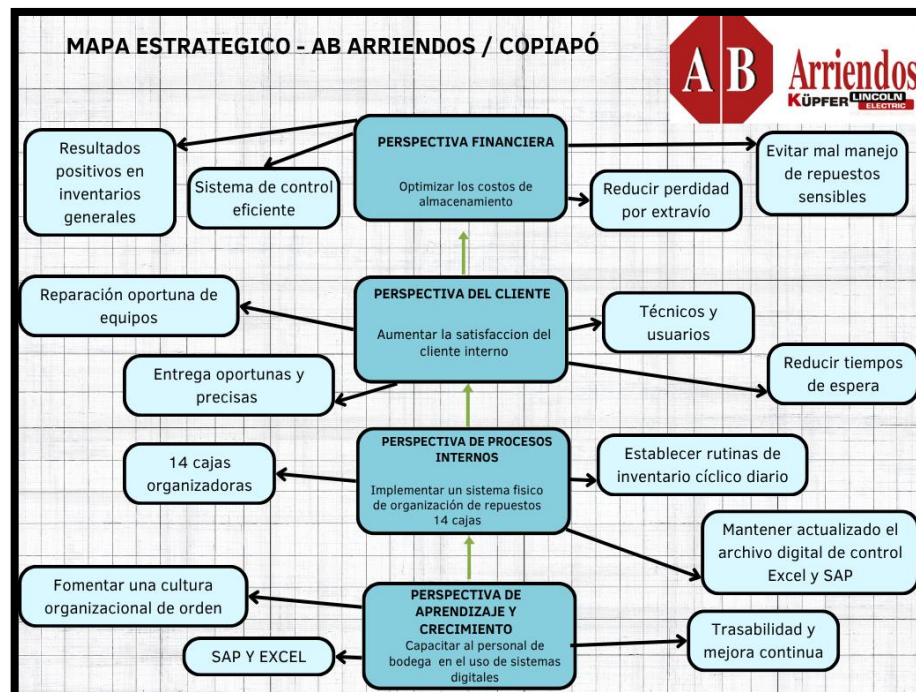 MAPA ESTRATEGICO - AB ARRIENDOS / COPIAPÓ
A B
Arriendos
KÜPFER LINCOLN
ELECTRIC
PERSPECTIVA FINANCIERA
Optimizar los costos de
almacenamiento
Resultados
positivos en
inventarios
generales
Sistema de control
eficiente
Reducir perdidad
por extravío
Evitar mal manejo
de repuestos
sensibles
PERSPECTIVA DEL CLIENTE
Aumentar la satisfaccion del
cliente interno
Reparación oportuna de
equipos
Entrega oportunas y
precisas
Técnicos y
usuarios
Reducir tiempos
de espera
PERSPECTIVA DE PROCESOS
INTERNOS
Implementar un sistema fisico
de organización de repuestos
14 cajas
14 cajas
organizadoras
Establecer rutinas de
inventario cíclico diario
Mantener actualizado el
archivo digital de control
Excel y SAP
PERSPECTIVA DE
APRENDIZAJE Y
CRECIMIENTO
Capacitar al personal de
bodega en el uso de sistemas
digitales
Fomentar una cultura
organizacional de orden
SAP Y EXCEL
Trasabilidad y
mejora continua